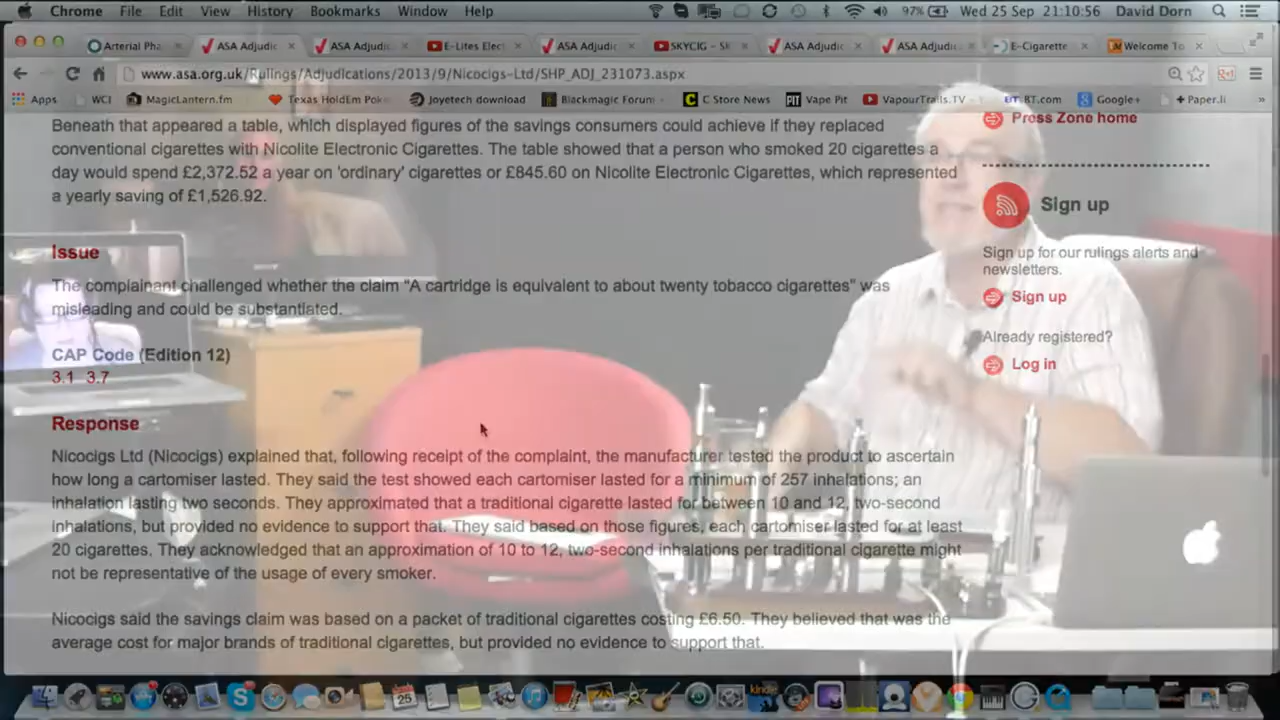 Chrome File Edit View History Bookmarks Window Help 97% Wed 25 Sep 21:10:56 David Dorn
Arterial Pha ASA Adjudic ASA Adjudic E-Lites Elect ASA Adjudic SKYCIG – Sk ASA Adjudic ASA Adjudic E-Cigarette Welcome To
www.asa.org.uk/Rulings/Adjudications/2013/9/Nicocigs-Ltd/SHP_ADJ_231073.aspx
Apps WCI MagicLantern.fm Texas HoldEm Poke Joyetech download Blackmagic Forum C Store News Vape Pit VapourTrails.TV BT.com Google+ + Paper.li »
Beneath that appeared a table, which displayed figures of the savings consumers could achieve if they replaced
conventional cigarettes with Nicolite Electronic Cigarettes. The table showed that a person who smoked 20 cigarettes a
day would spend £2,372.52 a year on 'ordinary' cigarettes or £845.60 on Nicolite Electronic Cigarettes, which represented
a yearly saving of £1,526.92.
Issue
The complainant challenged whether the claim “A cartridge is equivalent to about twenty tobacco cigarettes” was
misleading and could be substantiated.
CAP Code (Edition 12)
3.1 3.7
Response
Nicocigs Ltd (Nicocigs) explained that, following receipt of the complaint, the manufacturer tested the product to ascertain
how long a cartomiser lasted. They said the test showed each cartomiser lasted for a minimum of 257 inhalations; an
inhalation lasting two seconds. They approximated that a traditional cigarette lasted for between 10 and 12, two-second
inhalations, but provided no evidence to support that. They said based on those figures, each cartomiser lasted for at least
20 cigarettes. They acknowledged that an approximation of 10 to 12, two-second inhalations per traditional cigarette might
not be representative of the usage of every smoker.
Nicocigs said the savings claim was based on a packet of traditional cigarettes costing £6.50. They believed that was the
average cost for major brands of traditional cigarettes, but provided no evidence to support that.
Press Zone home
Sign up
Sign up for our rulings alerts and
newsletters.
Sign up
Already registered?
Log in